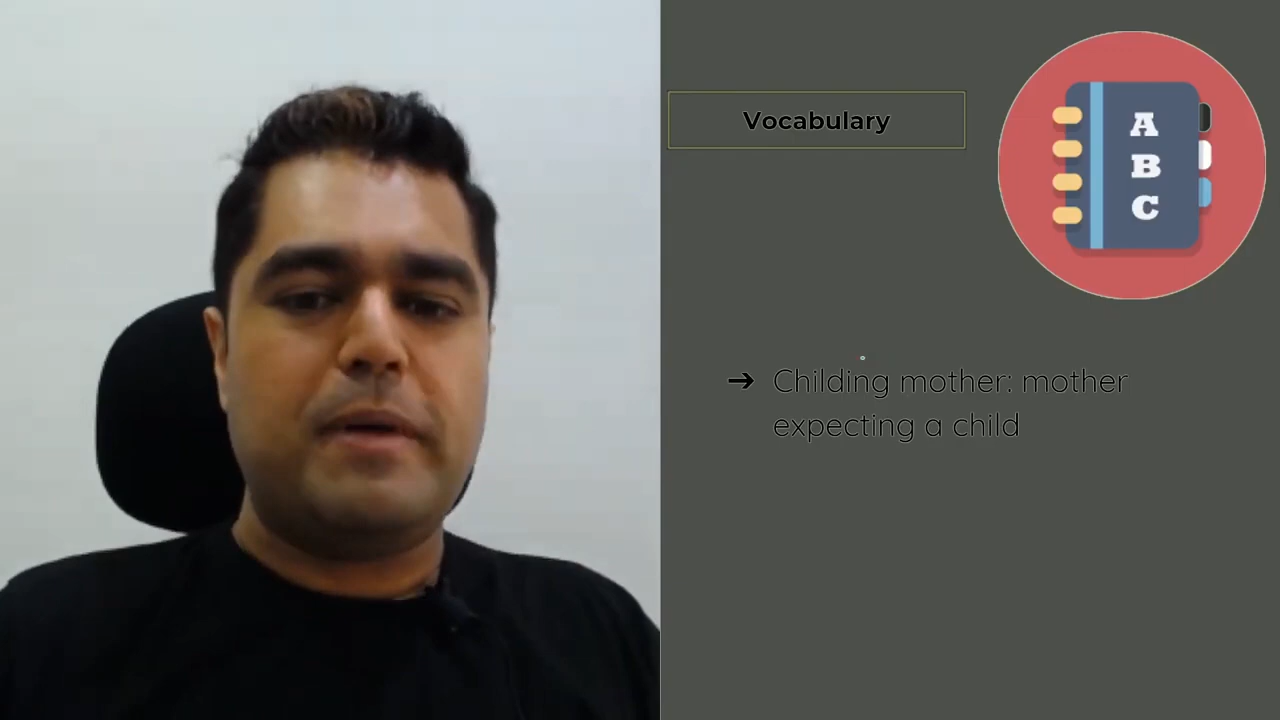 Vocabulary
A
B
C
➔ Childing mother: mother
expecting a child